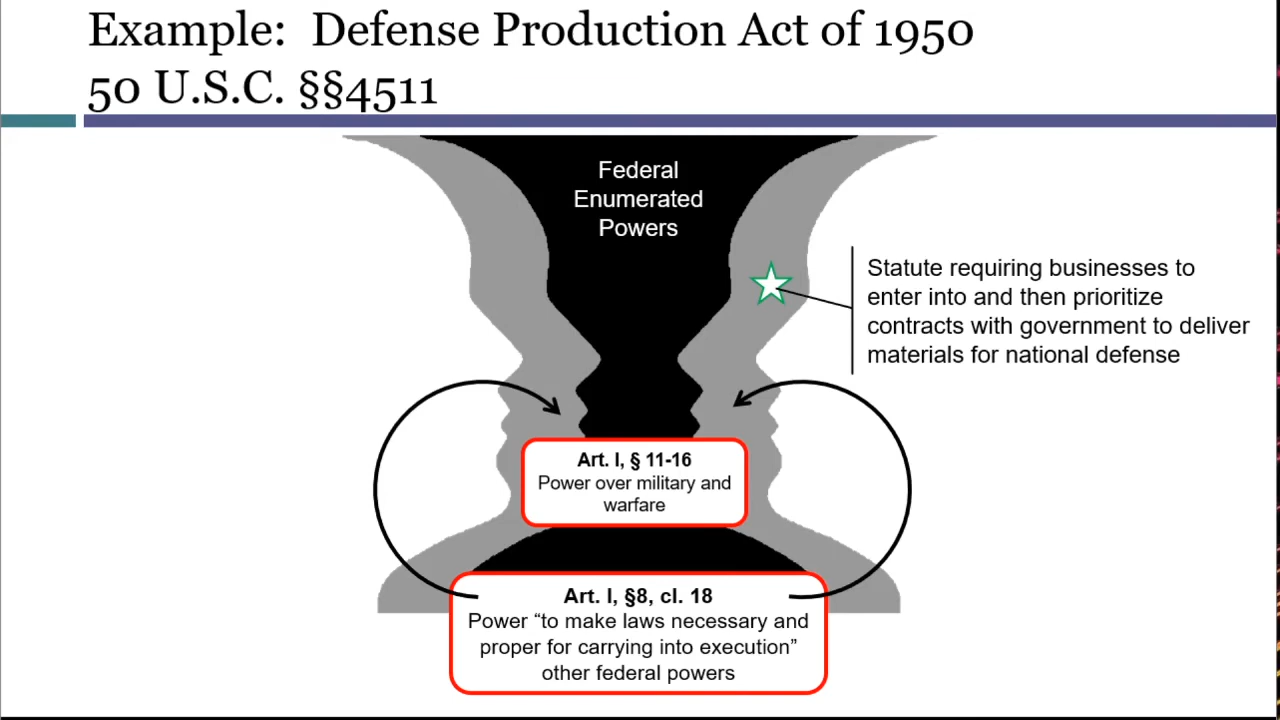 Example:  Defense Production Act of 1950
50 U.S.C. §§4511
Federal
Enumerated
Powers
Statute requiring businesses to
enter into and then prioritize
contracts with government to deliver
materials for national defense
Art. I, § 11-16
Power over military and
warfare
Art. I, §8, cl. 18
Power “to make laws necessary and
proper for carrying into execution”
other federal powers